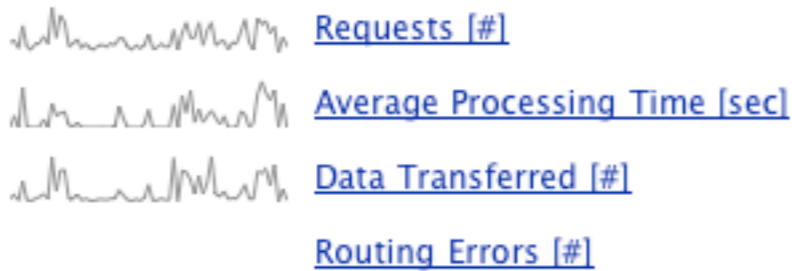 Requests [#]
Average Processing Time [sec]
Data Transferred [#]
Routing Errors [#]